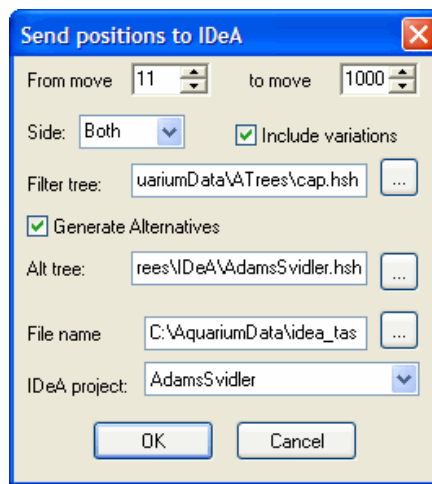 Send positions to IDeA
From move 11 to move 1000
Side: Both Include variations
Filter tree: uariumData\ATrees\cap.hsh ...
Generate Alternatives
Alt tree: rees\IDeA\AdamsSvidler.hsh ...
File name C:\AquariumData\idea_tas ...
IDeA project: AdamsSvidler
OK Cancel